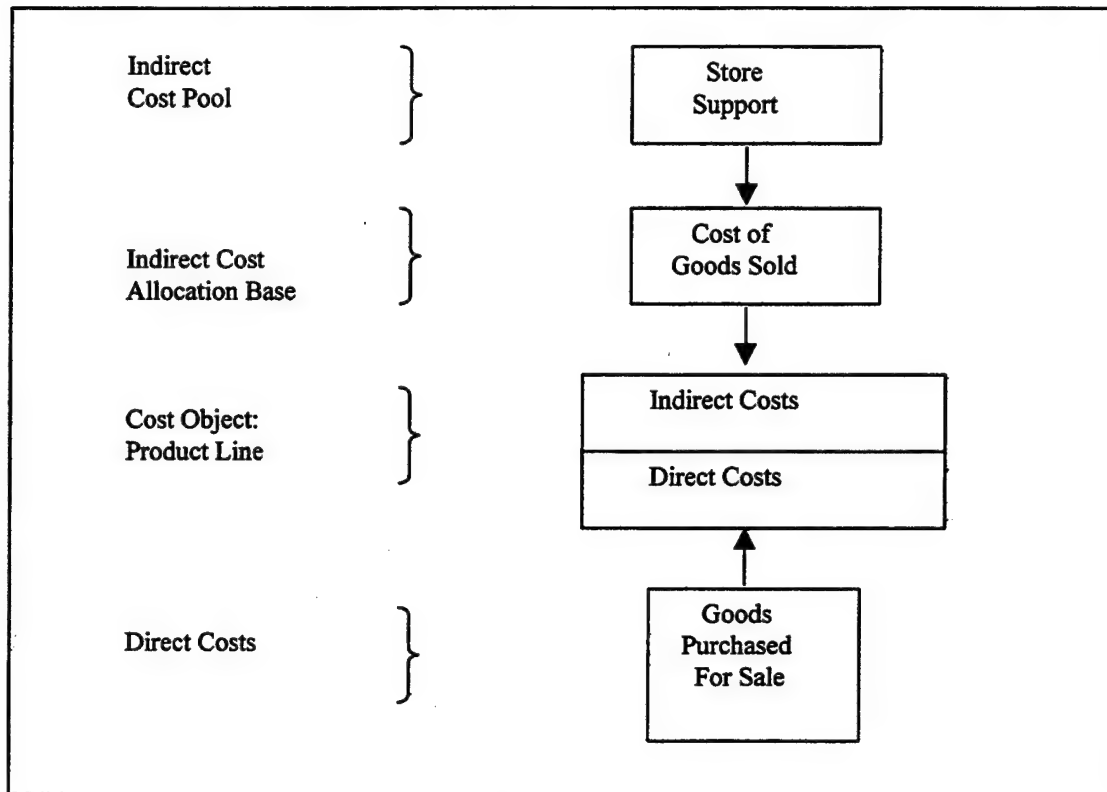 Indirect
Cost Pool
Store
Support
Indirect Cost
Allocation Base
Cost of
Goods Sold
Cost Object:
Product Line
Indirect Costs
Direct Costs
Direct Costs
Goods
Purchased
For Sale